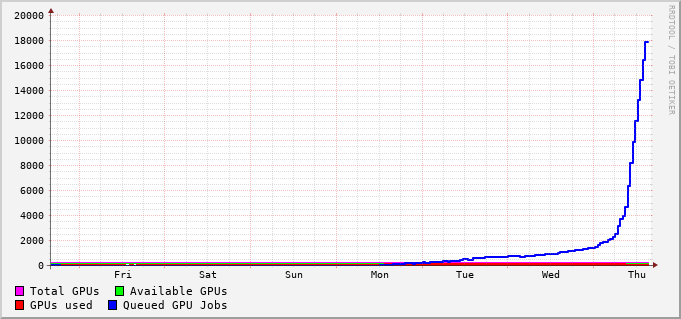 20000
18000
16000
14000
12000
10000
8000
6000
4000
2000
0
Fri Sat Sun Mon Tue Wed Thu
Total GPUs Available GPUs
GPUs used Queued GPU Jobs
RRDTOOL / TOBI OETIKER